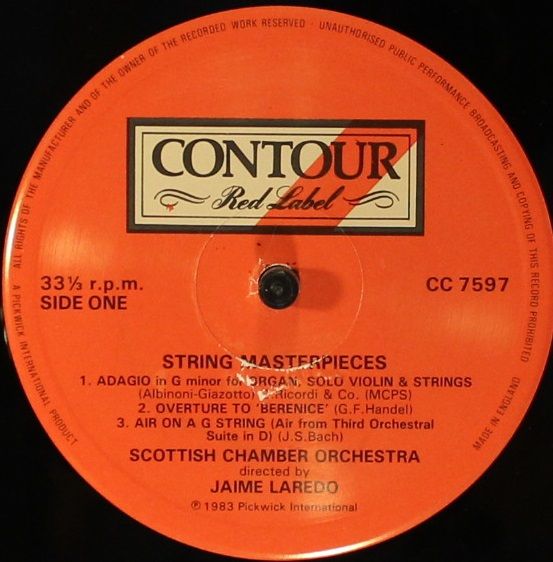 ALL RIGHTS OF THE MANUFACTURER AND OF THE OWNER OF THE RECORDED WORK RESERVED · UNAUTHORISED PUBLIC PERFORMANCE BROADCASTING AND COPYING OF THIS RECORD PROHIBITED
CONTOUR
Red Label
33⅓ r.p.m.
SIDE ONE
CC 7597
STRING MASTERPIECES
1. ADAGIO in G minor for ORGAN, SOLO VIOLIN & STRINGS
(Albinoni-Giazotto) Ricordi & Co. (MCPS)
2. OVERTURE TO 'BERENICE' (G.F.Handel)
3. AIR ON A G STRING (Air from Third Orchestral
Suite in D) (J.S.Bach)
SCOTTISH CHAMBER ORCHESTRA
directed by
JAIME LAREDO
℗ 1983 Pickwick International
A PICKWICK INTERNATIONAL PRODUCT
MADE IN ENGLAND